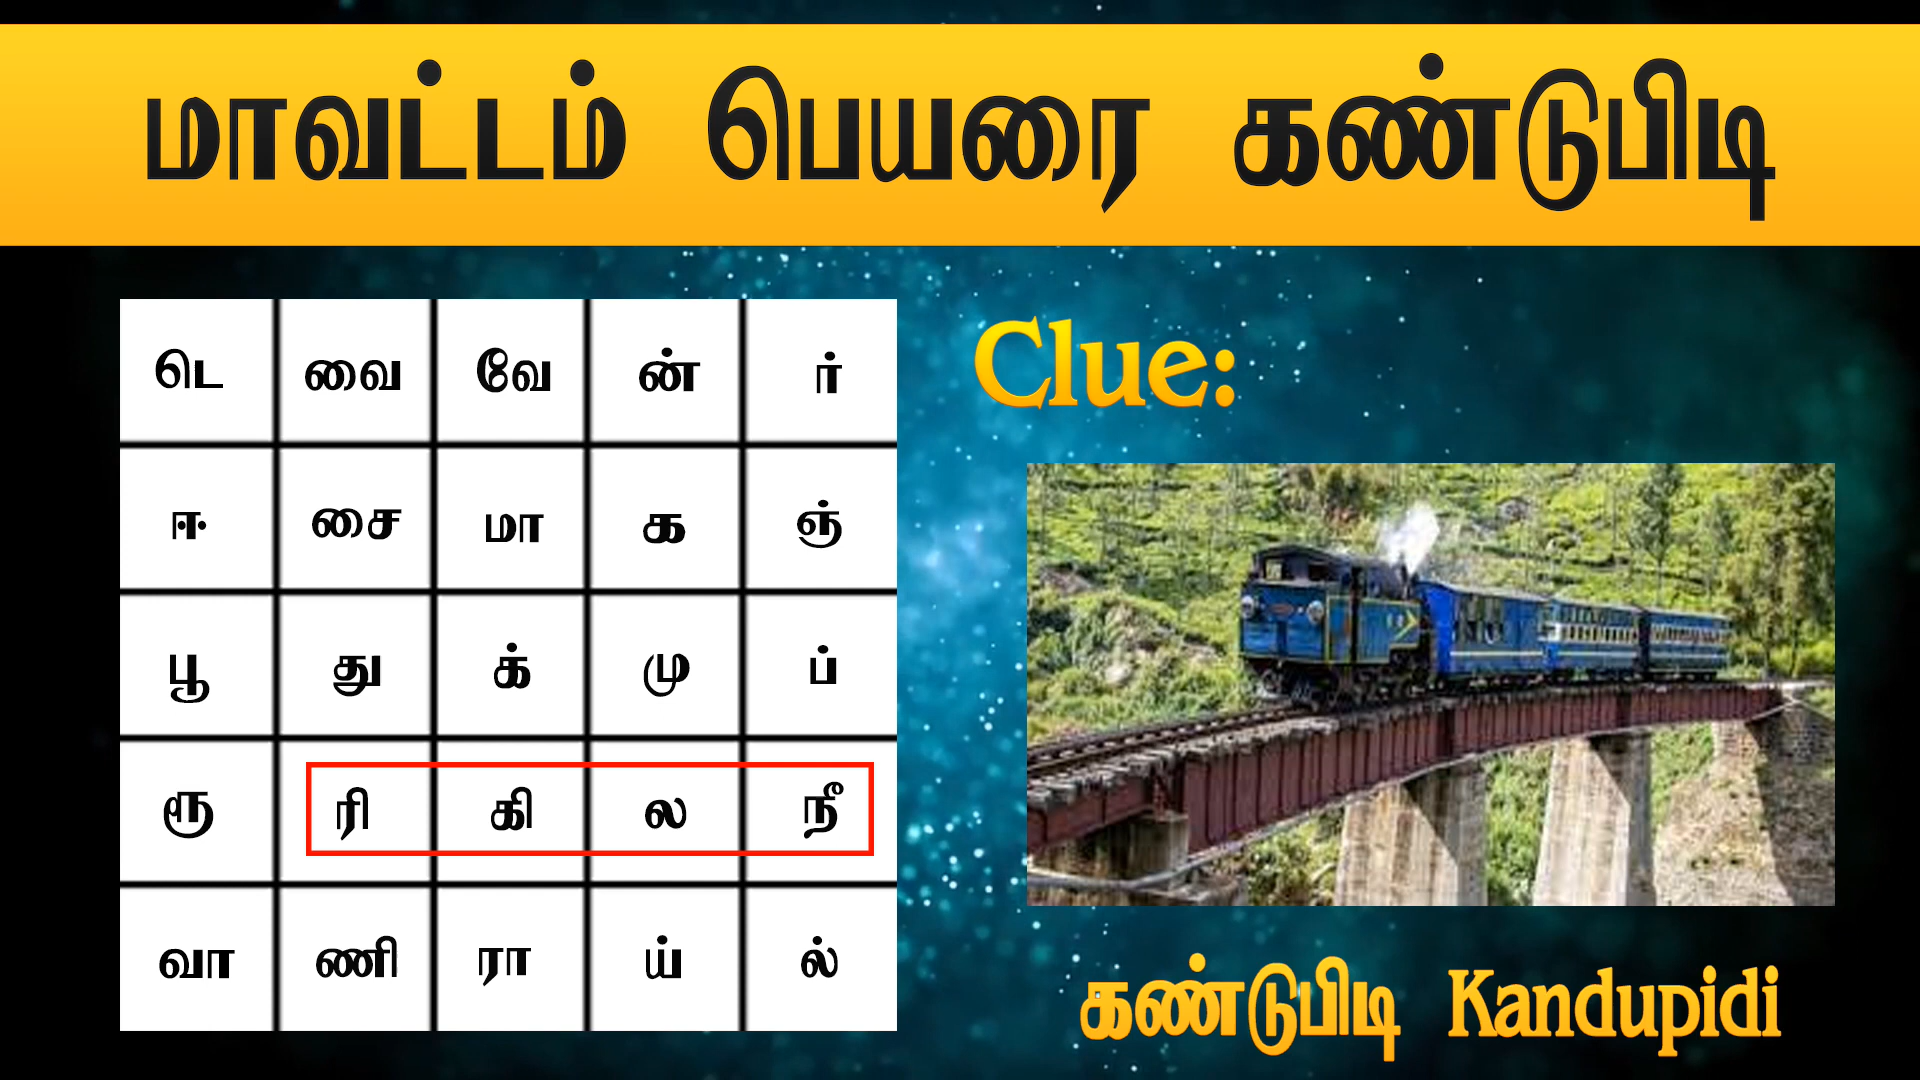 மாவட்டம் பெயரை கண்டுபிடி
டெ வை வே ன் ர்
ஈ சை மா க ஞ்
பூ து க் மு ப்
ரூ ரி கி ல நீ
வா ணி ரா ய் ல்
Clue:
கண்டுபிடி Kandupidi